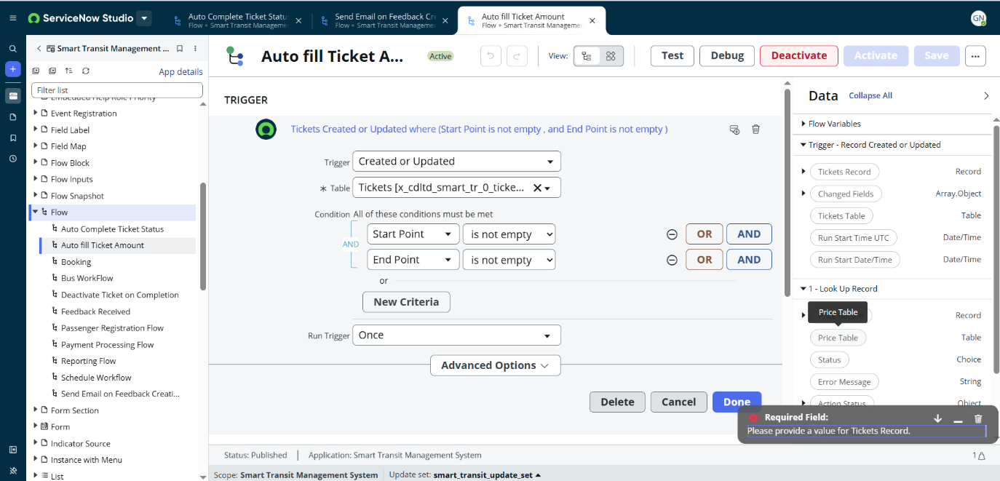 ServiceNow Studio
Auto Complete Ticket Statu
Flow • Smart Transit Manageme
Send Email on Feedback Cre
Flow • Smart Transit Managemen
Auto fill Ticket Amount
Flow • Smart Transit Managemen
GN
Smart Transit Management ...
App details
Filter list
Embedded Help Role Priority
Event Registration
Field Label
Field Map
Flow Block
Flow Inputs
Flow Snapshot
Flow
Auto Complete Ticket Status
Auto fill Ticket Amount
Booking
Bus WorkFlow
Deactivate Ticket on Completion
Feedback Received
Passenger Registration Flow
Payment Processing Flow
Reporting Flow
Schedule Workflow
Send Email on Feedback Creati...
Form Section
Form
Indicator Source
Instance with Menu
List
Auto fill Ticket A...
Active
View:
Test
Debug
Deactivate
Activate
Save
TRIGGER
Tickets Created or Updated where (Start Point is not empty , and End Point is not empty )
Trigger Created or Updated
Table Tickets [x_cdltd_smart_tr_0_ticke...
Condition All of these conditions must be met
Start Point is not empty OR AND
AND
End Point is not empty OR AND
or
New Criteria
Run Trigger Once
Advanced Options
Delete Cancel Done
Status: Published | Application: Smart Transit Management System
1
Scope: Smart Transit Management System Update set: smart_transit_update_set
Data Collapse All
Flow Variables
Trigger - Record Created or Updated
Tickets Record Record
Changed Fields Array.Object
Tickets Table Table
Run Start Time UTC Date/Time
Run Start Date/Time Date/Time
1 - Look Up Record
Price Table
Record
Price Table Table
Status Choice
Error Message String
Action Status Object
Required Field:
Please provide a value for Tickets Record.